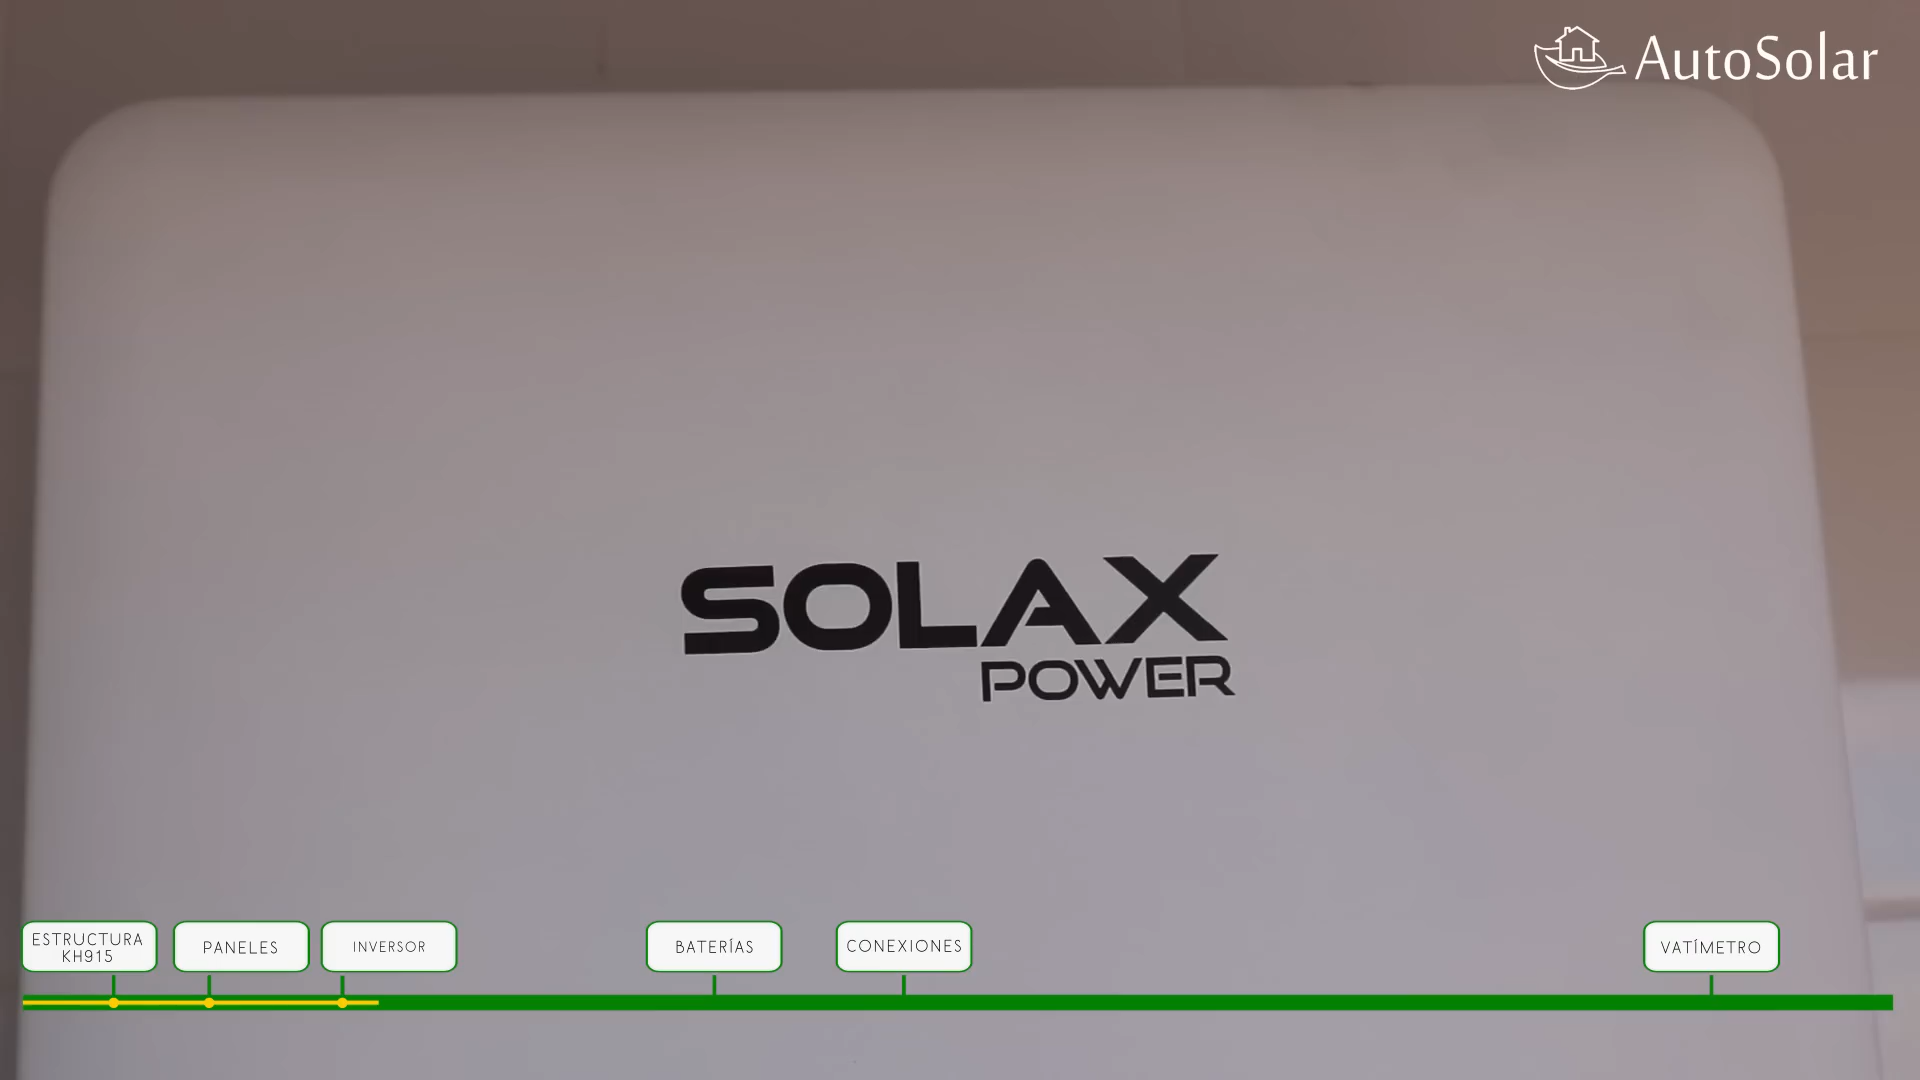 AutoSolar
SOLAX
POWER
ESTRUCTURA
KH915
PANELES
INVERSOR
BATERÍAS
CONEXIONES
VATÍMETRO